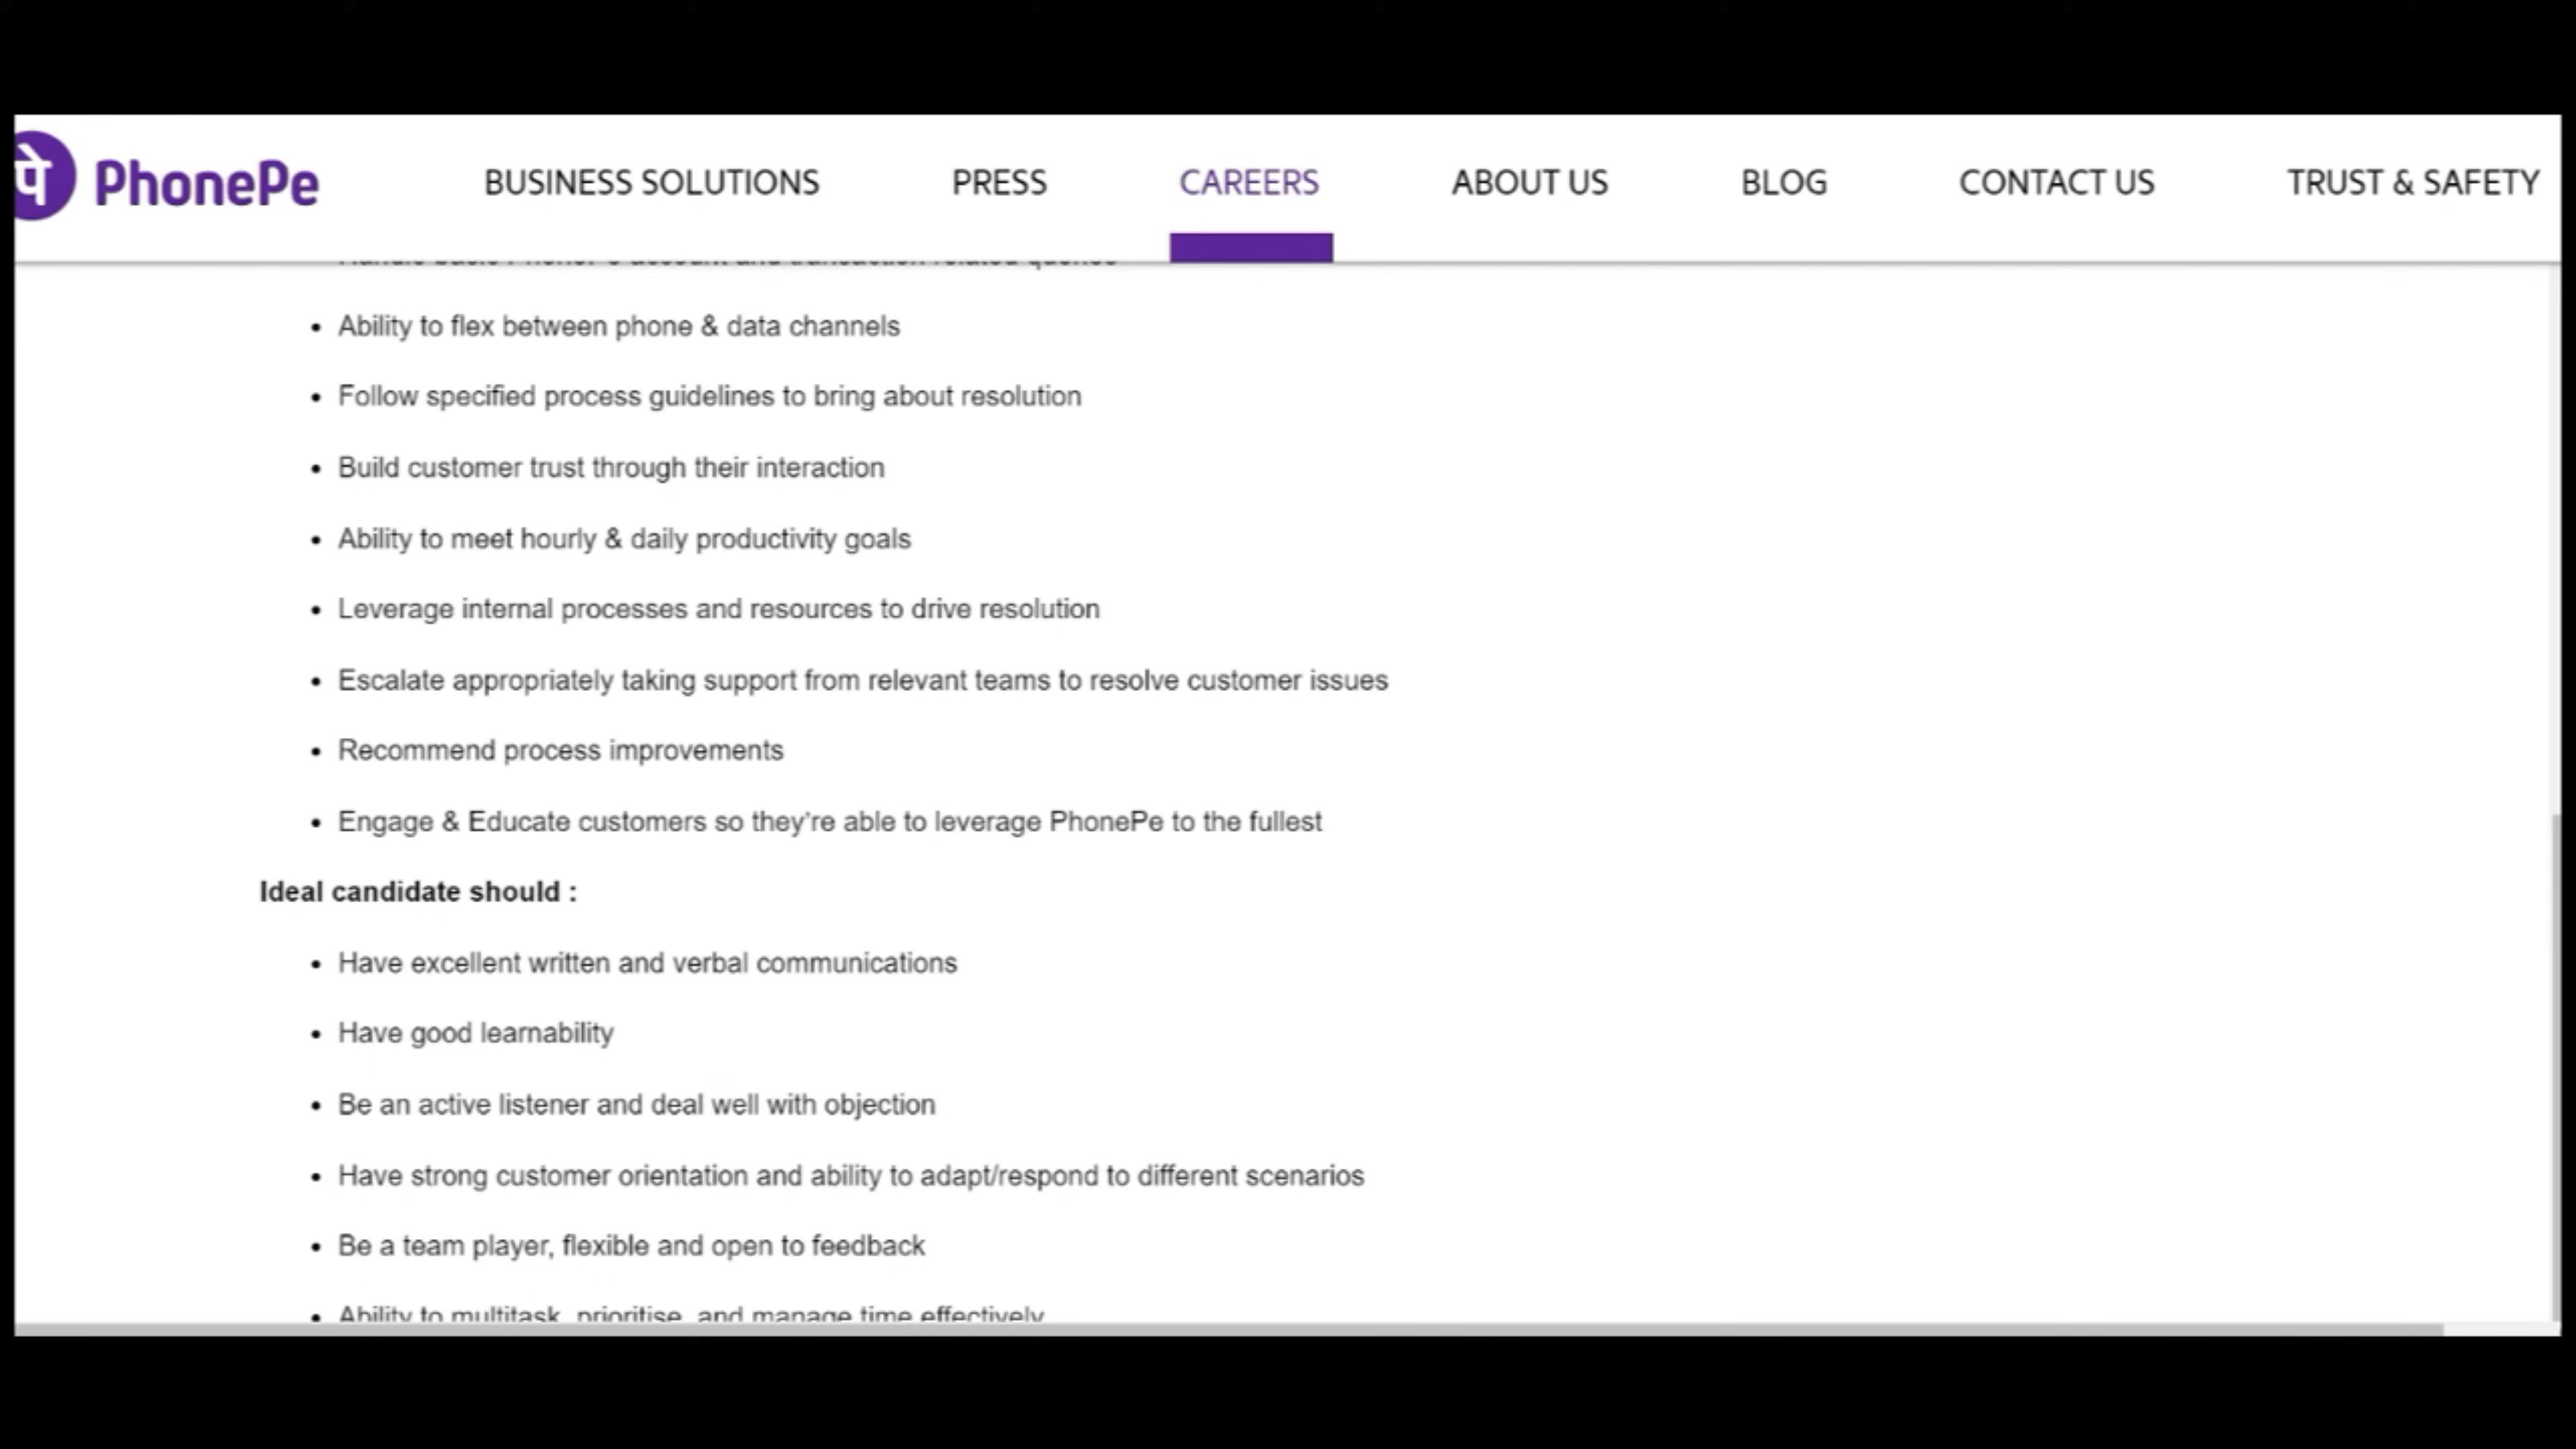 पे PhonePe BUSINESS SOLUTIONS PRESS CAREERS ABOUT US BLOG CONTACT US TRUST & SAFETY
• Ability to flex between phone & data channels
• Follow specified process guidelines to bring about resolution
• Build customer trust through their interaction
• Ability to meet hourly & daily productivity goals
• Leverage internal processes and resources to drive resolution
• Escalate appropriately taking support from relevant teams to resolve customer issues
• Recommend process improvements
• Engage & Educate customers so they're able to leverage PhonePe to the fullest
Ideal candidate should :
• Have excellent written and verbal communications
• Have good learnability
• Be an active listener and deal well with objection
• Have strong customer orientation and ability to adapt/respond to different scenarios
• Be a team player, flexible and open to feedback
• Ability to multitask, prioritise, and manage time effectively